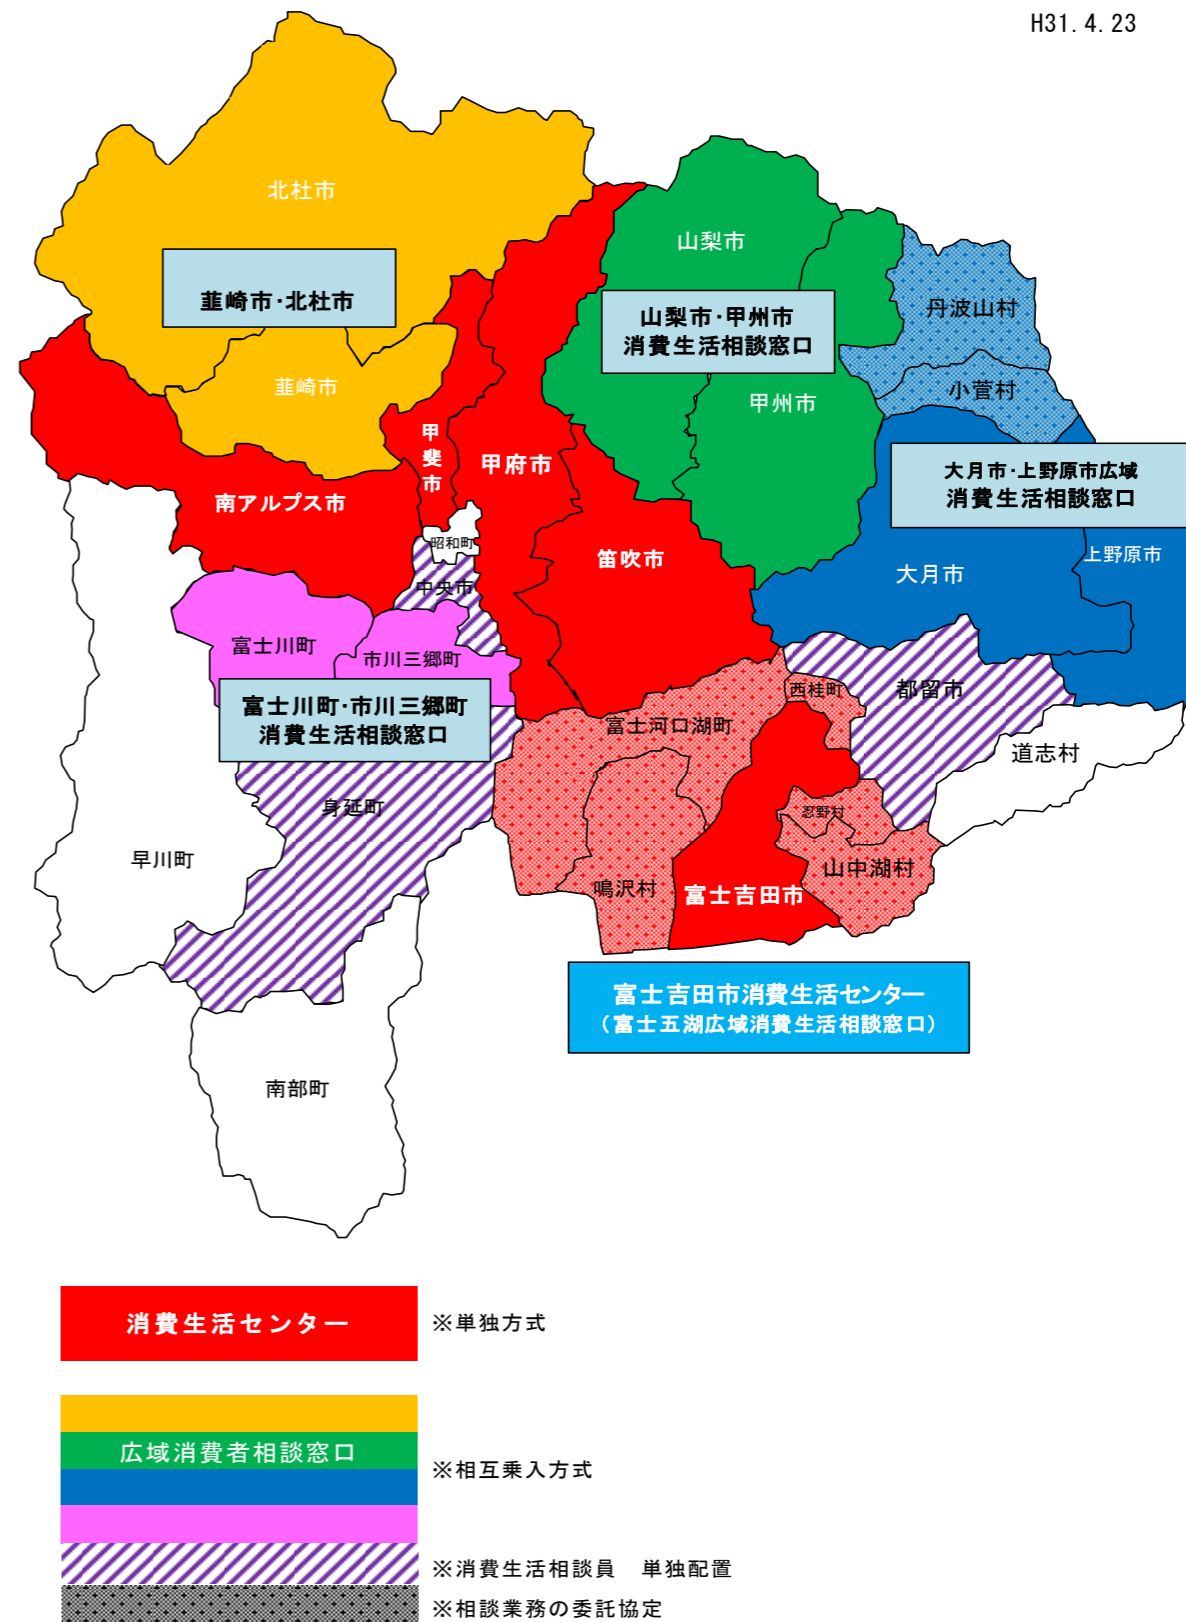 H31.4.23
北杜市
韮崎市・北杜市
山梨市
山梨市・甲州市
消費生活相談窓口
丹波山村
小菅村
韮崎市
甲州市
甲斐市
甲府市
南アルプス市
大月市・上野原市広域
消費生活相談窓口
昭和町
中央市
笛吹市
大月市
上野原市
富士川町
市川三郷町
西桂町
都留市
富士川町・市川三郷町
消費生活相談窓口
富士河口湖町
道志村
身延町
忍野村
早川町
鳴沢村
富士吉田市
山中湖村
富士吉田市消費生活センター
（富士五湖広域消費生活相談窓口）
南部町
消費生活センター
※単独方式
広域消費者相談窓口
※相互乗入方式
※消費生活相談員　単独配置
※相談業務の委託協定